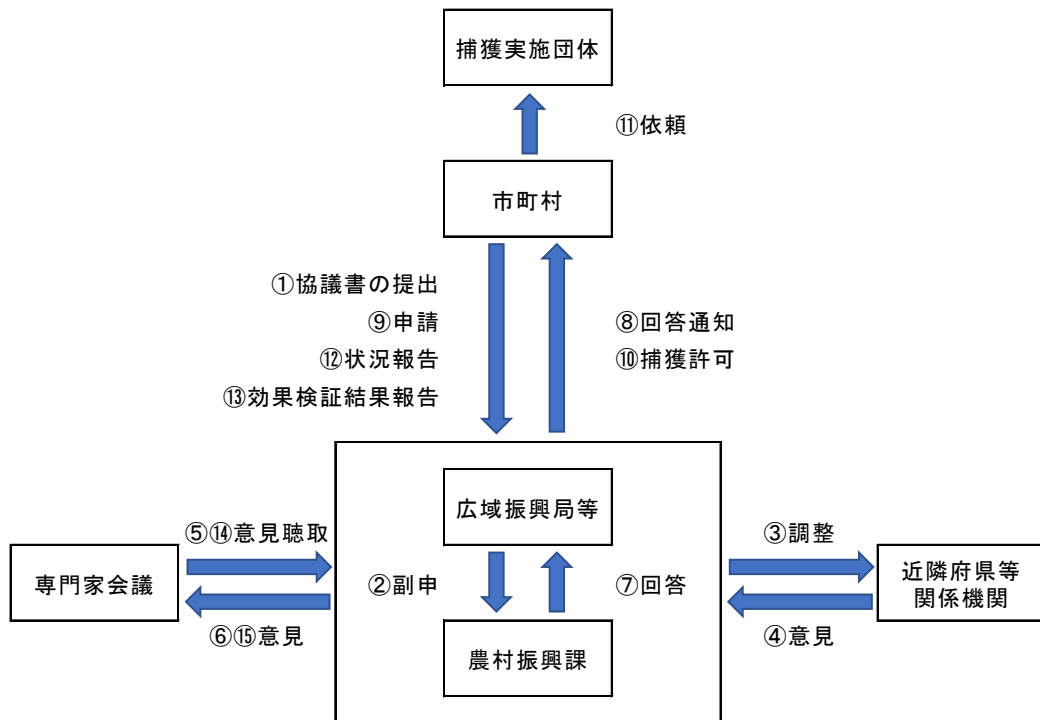 捕獲実施団体
⑪依頼
市町村
①協議書の提出
⑨申請
⑫状況報告
⑬効果検証結果報告
⑧回答通知
⑩捕獲許可
広域振興局等
⑤⑭意見聴取
③調整
専門家会議
②副申
⑦回答
近隣府県等
関係機関
⑥⑮意見
④意見
農村振興課